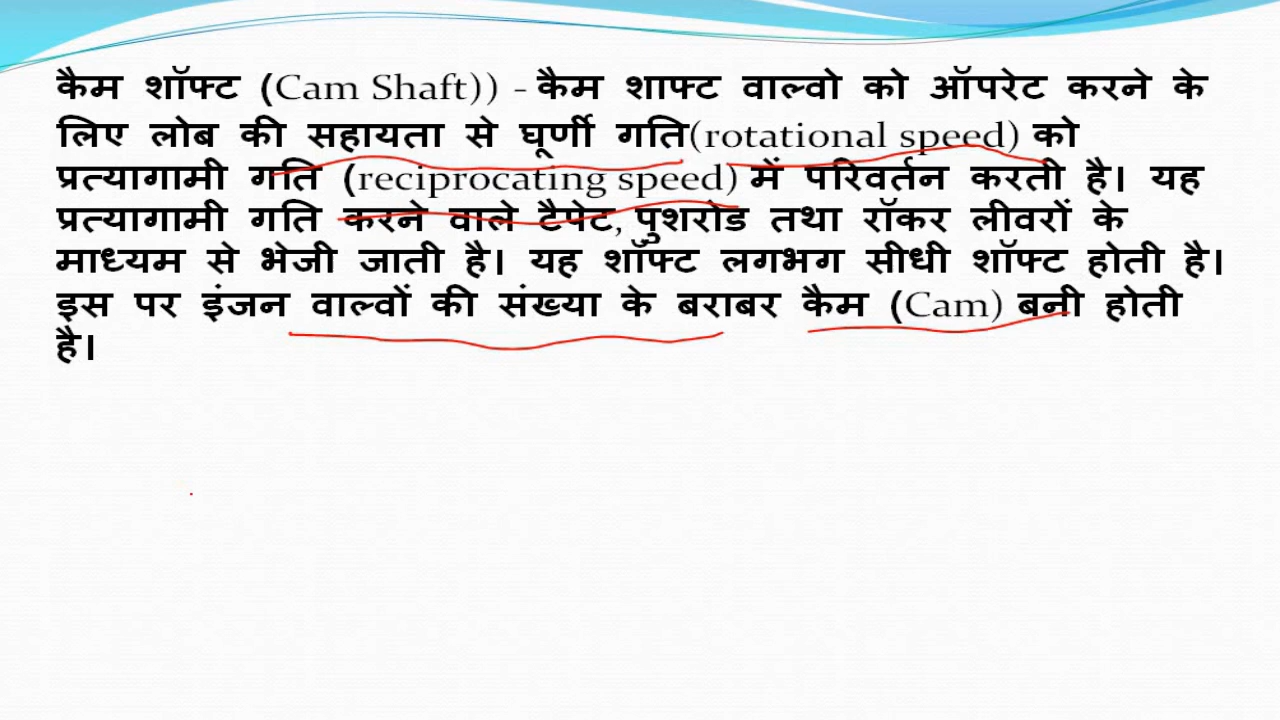 कैम शॉफ्ट (Cam Shaft)) - कैम शाफ्ट वाल्वो को ऑपरेट करने के
लिए लोब की सहायता से घूर्णी गति(rotational speed) को
प्रत्यागामी गति (reciprocating speed) में परिवर्तन करती है। यह
प्रत्यागामी गति करने वाले टैपेट, पुशरोड तथा रॉकर लीवरों के
माध्यम से भेजी जाती है। यह शॉफ्ट लगभग सीधी शॉफ्ट होती है।
इस पर इंजन वाल्वों की संख्या के बराबर कैम (Cam) बनी होती
है।